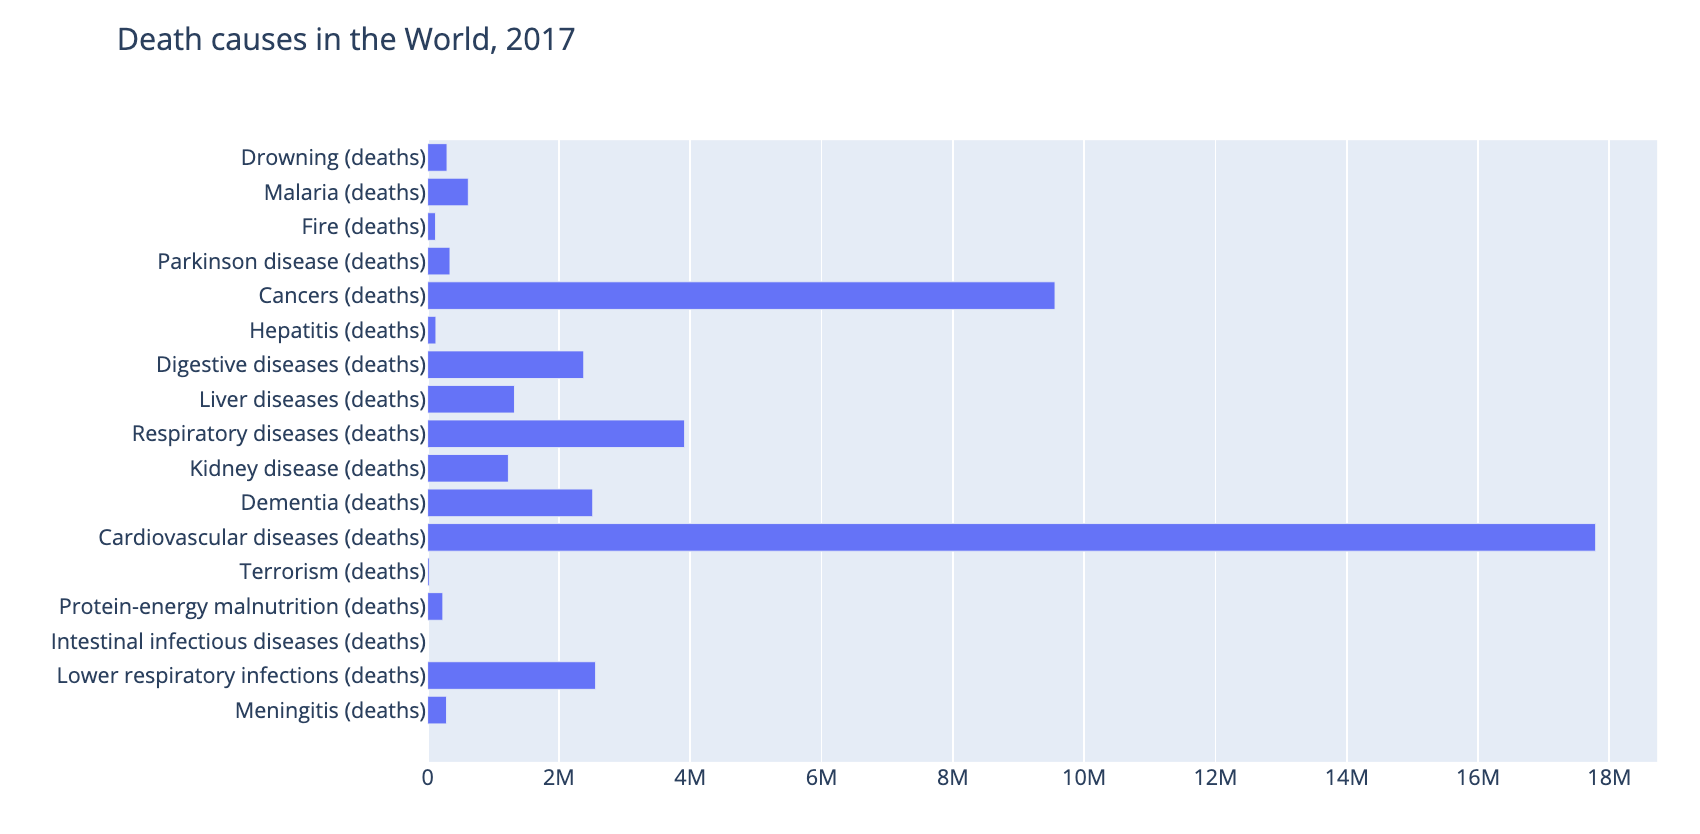 Death causes in the World, 2017
Drowning (deaths)
Malaria (deaths)
Fire (deaths)
Parkinson disease (deaths)
Cancers (deaths)
Hepatitis (deaths)
Digestive diseases (deaths)
Liver diseases (deaths)
Respiratory diseases (deaths)
Kidney disease (deaths)
Dementia (deaths)
Cardiovascular diseases (deaths)
Terrorism (deaths)
Protein-energy malnutrition (deaths)
Intestinal infectious diseases (deaths)
Lower respiratory infections (deaths)
Meningitis (deaths)
0 2M 4M 6M 8M 10M 12M 14M 16M 18M